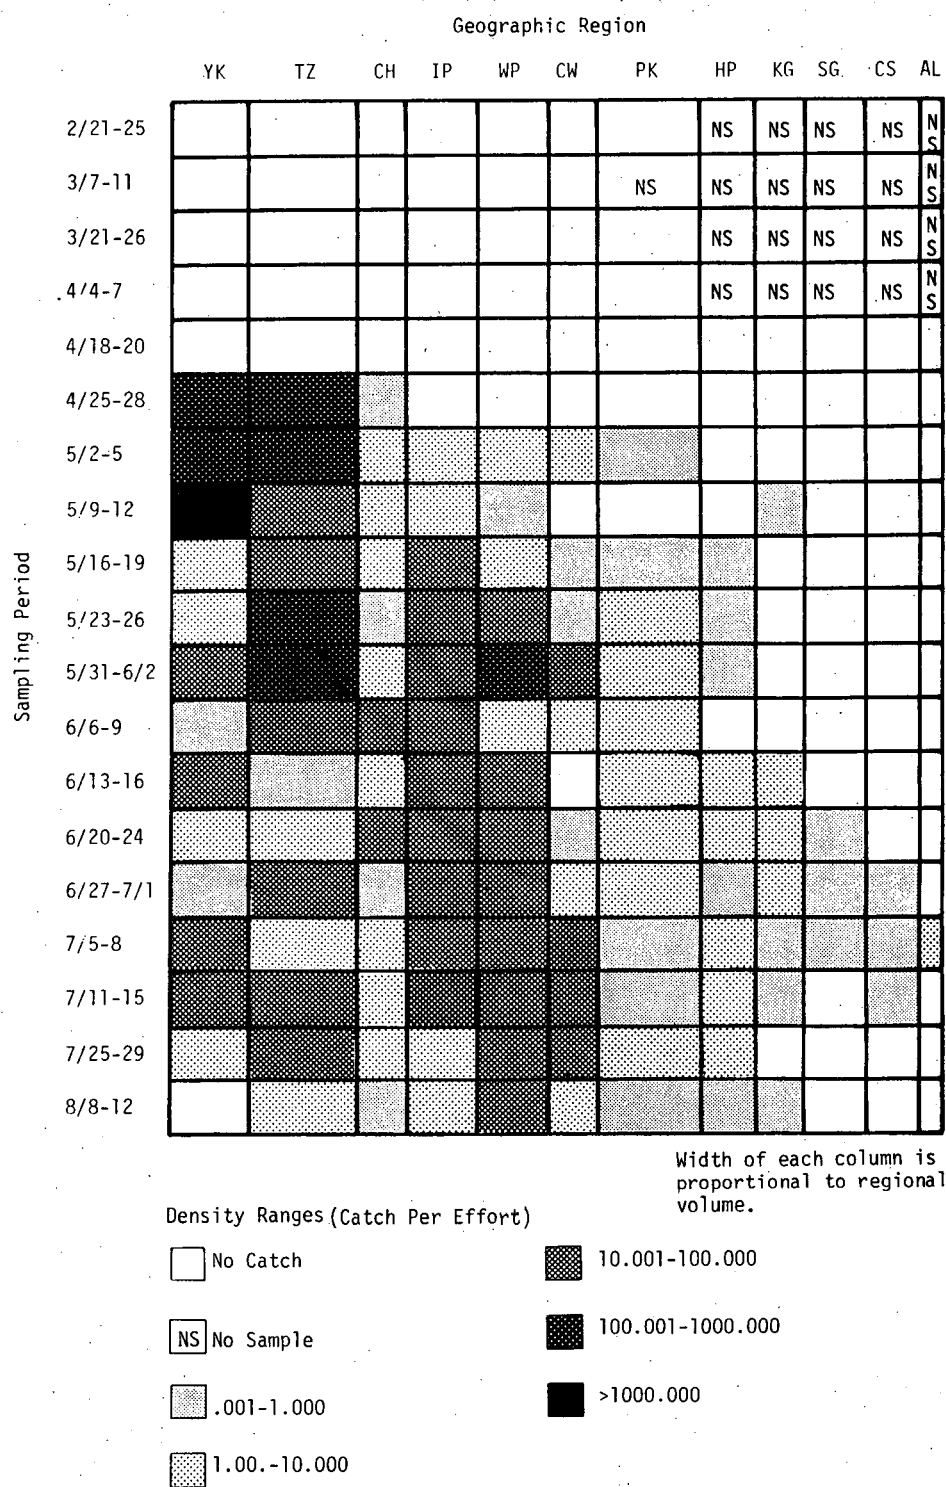 Geographic Region
YK TZ CH IP WP CW PK HP KG SG. CS AL
Sampling Period
2/21-25 NS NS NS NS NS
3/7-11 NS NS NS NS NS NS
3/21-26 NS NS NS NS NS
4/4-7 NS NS NS NS NS
4/18-20
4/25-28
5/2-5
5/9-12
5/16-19
5/23-26
5/31-6/2
6/6-9
6/13-16
6/20-24
6/27-7/1
7/5-8
7/11-15
7/25-29
8/8-12
Width of each column is
proportional to regional
volume.
Density Ranges (Catch Per Effort)
No Catch
NS No Sample
.001-1.000
1.00.-10.000
10.001-100.000
100.001-1000.000
>1000.000